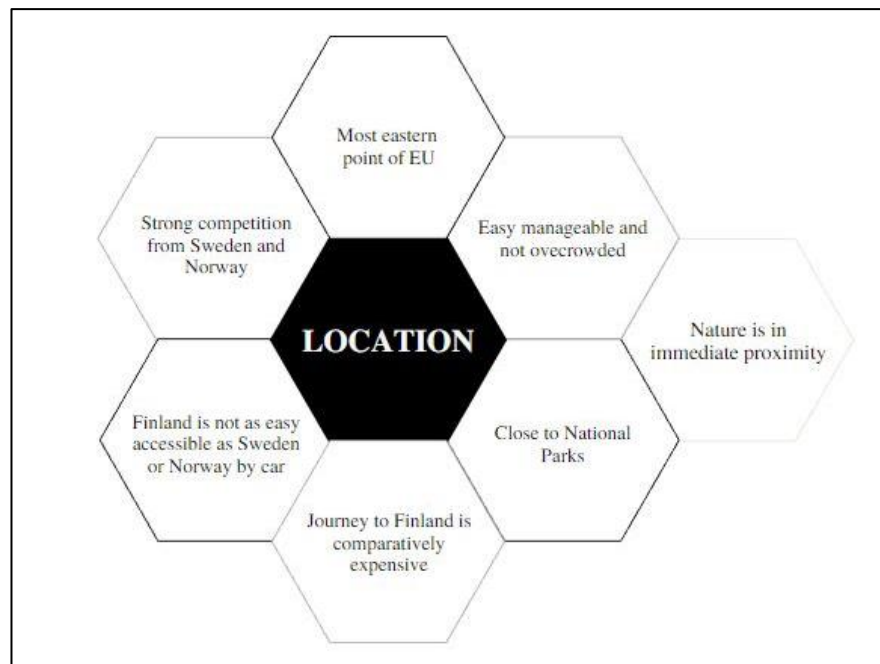 Most eastern
point of EU
Strong competition
from Sweden and
Norway
Easy manageable and
not ovecrowded
LOCATION
Nature is in
immediate proximity
Finland is not as easy
accessible as Sweden
or Norway by car
Close to National
Parks
Journey to Finland is
comparatively
expensive